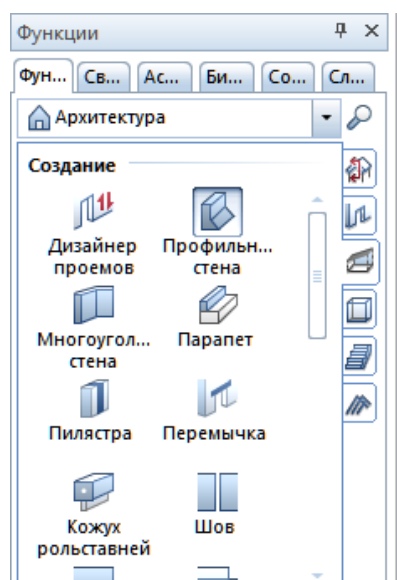 Функции
Фун... Св... Ас... Би... Со... Сл...
Архитектура
Создание
Дизайнер проемов
Профильн... стена
Многоугол... стена
Парапет
Пилястра
Перемычка
Кожух рольставней
Шов